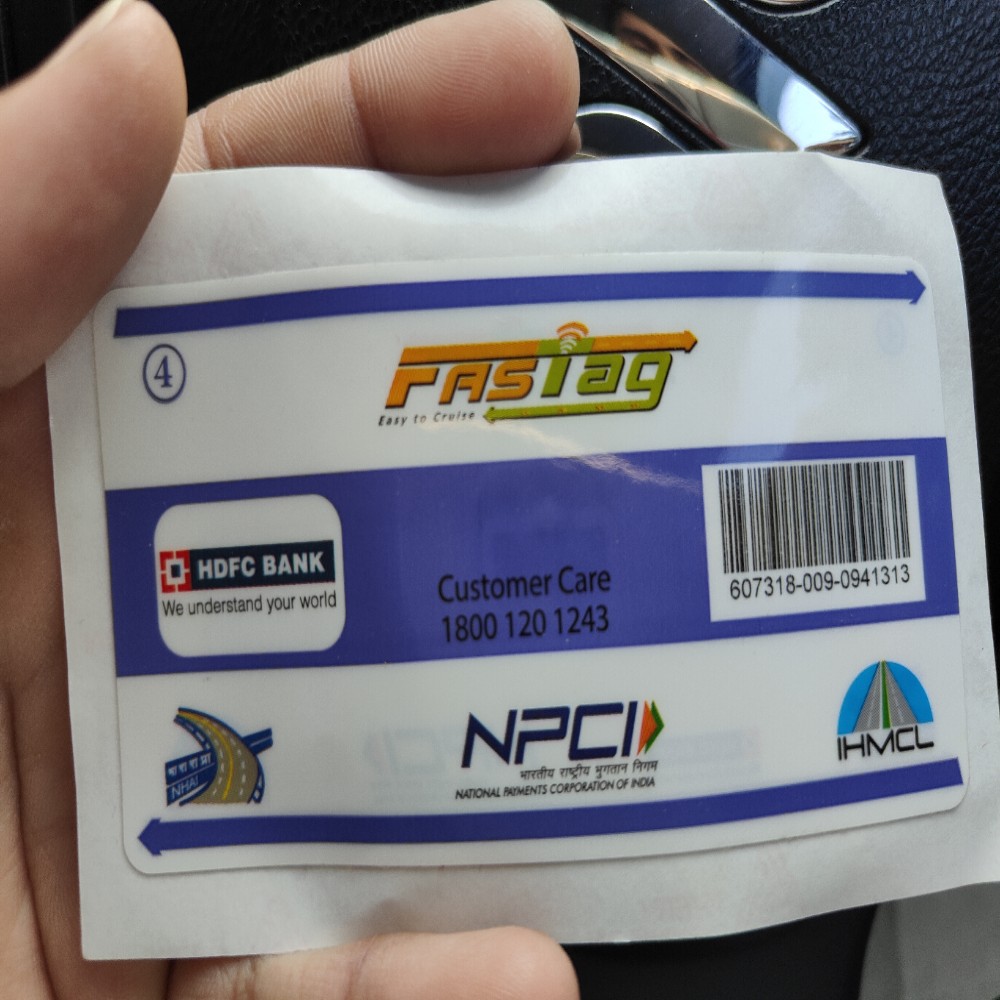 4
FASTag
Easy to Cruise
HDFC BANK
We understand your world
Customer Care
1800 120 1243
607318-009-0941313
भा रा रा प्रा
NHAI
NPCI
भारतीय राष्ट्रीय भुगतान निगम
NATIONAL PAYMENTS CORPORATION OF INDIA
IHMCL